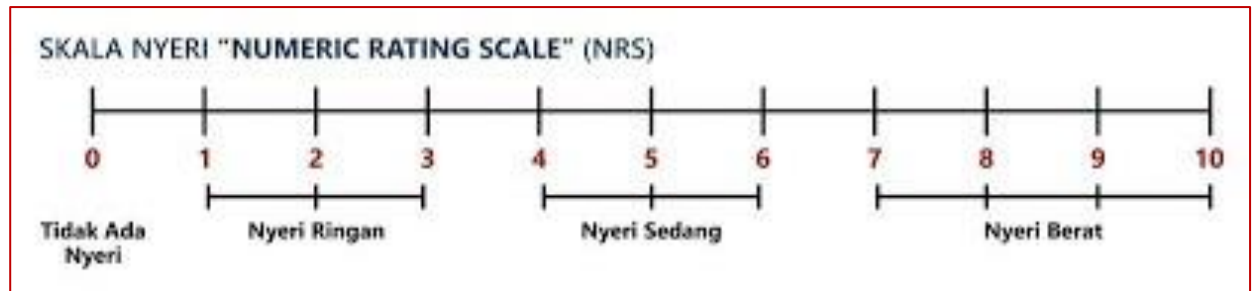 SKALA NYERI "NUMERIC RATING SCALE" (NRS)
0 1 2 3 4 5 6 7 8 9 10
Tidak Ada Nyeri Ringan Nyeri Sedang Nyeri Berat
Nyeri